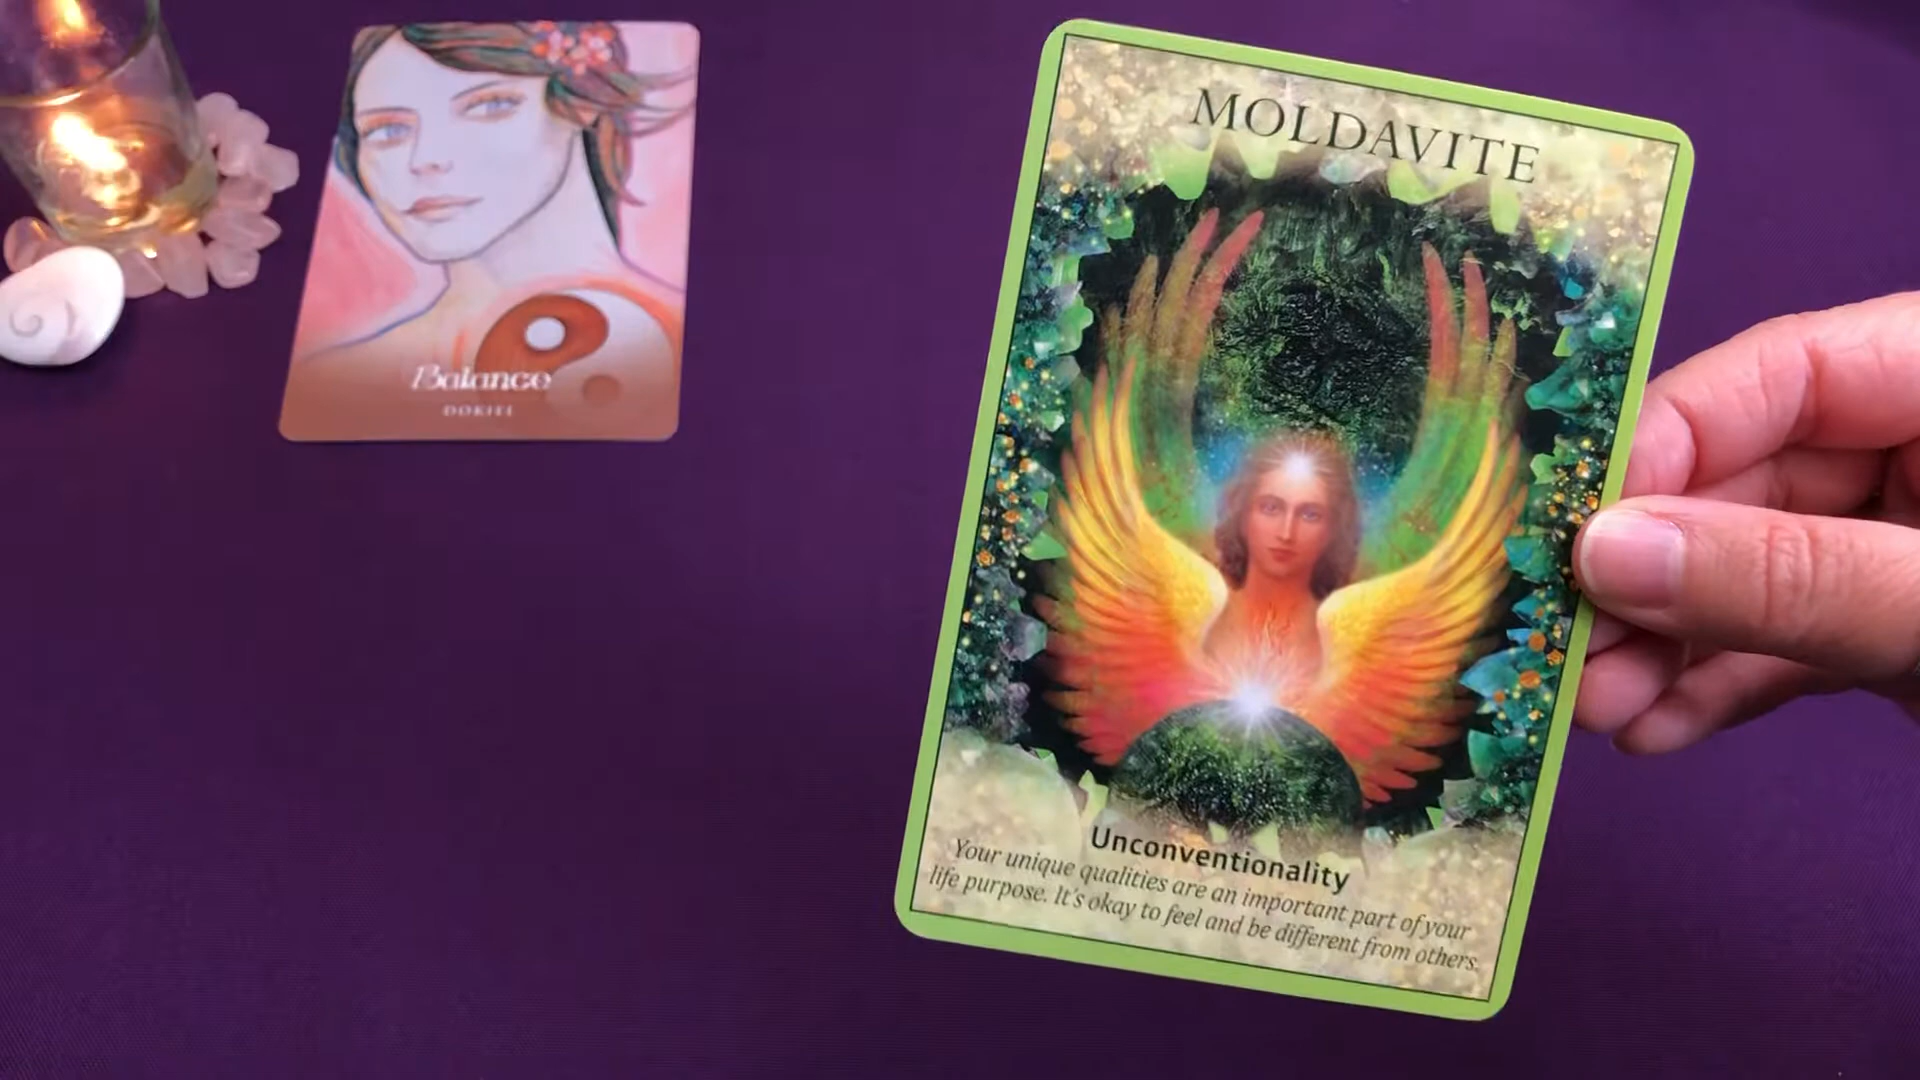 Balance
DOKIEL
MOLDAVITE
Unconventionality
Your unique qualities are an important part of your
life purpose. It's okay to feel and be different from others.